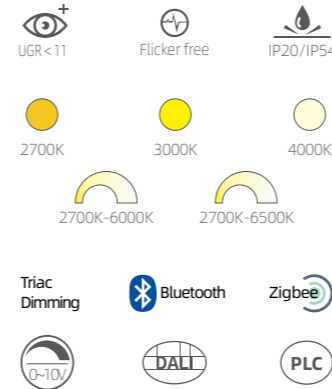 UGR<11 Flicker free IP20/IP54
2700K 3000K 4000K
2700K-6000K 2700K-6500K
Triac
Dimming
Bluetooth Zigbee
0~10V DALI PLC